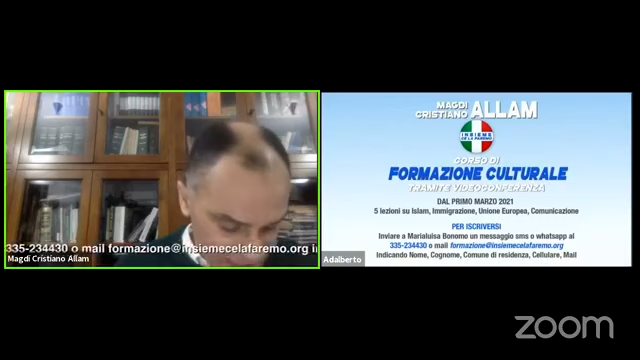 335-234430 o mail formazione@insiemecelafaremo.org in
Magdi Cristiano Allam
MAGDI
CRISTIANO ALLAM
INSIEME
CE LA FAREMO
CORSO DI
FORMAZIONE CULTURALE
TRAMITE VIDEOCONFERENZA
DAL PRIMO MARZO 2021
5 lezioni su Islam, Immigrazione, Unione Europea, Comunicazione
PER ISCRIVERSI
Inviare a Marialuisa Bonomo un messaggio sms o whatsapp al
335-234430 o mail formazione@insiemecelafaremo.org
indicando Nome, Cognome, Comune di residenza, Cellulare, Mail
Adalberto
zoom